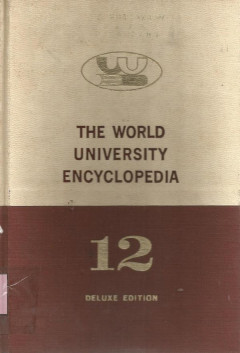 THE WORLD
UNIVERSITY
ENCYCLOPEDIA
12
DELUXE EDITION